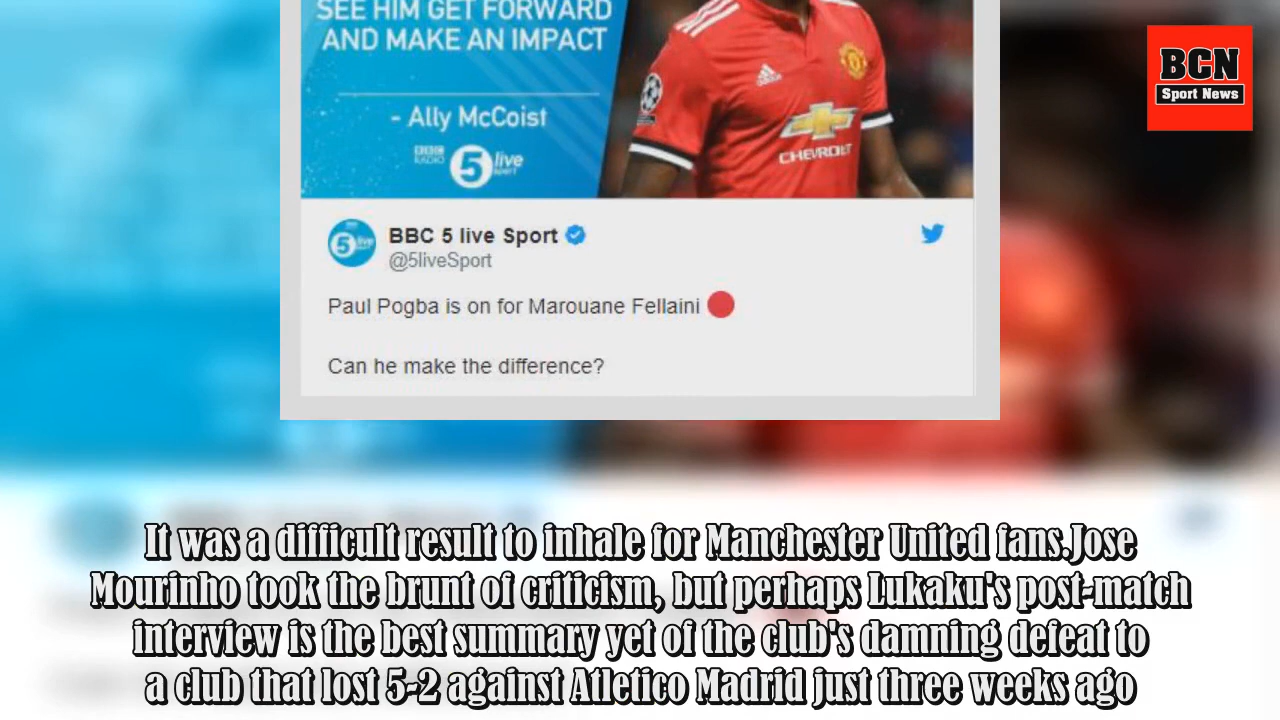 SEE HIM GET FORWARD
AND MAKE AN IMPACT
- Ally McCoist
BBC
RADIO
5 live
sport
CHEVROLET
BCN
Sport News
5 live
BBC 5 live Sport
@5liveSport
Paul Pogba is on for Marouane Fellaini
Can he make the difference?
It was a difficult result to inhale for Manchester United fans.Jose
Mourinho took the brunt of criticism, but perhaps Lukaku's post-match
interview is the best summary yet of the club's damning defeat to
a club that lost 5-2 against Atletico Madrid just three weeks ago